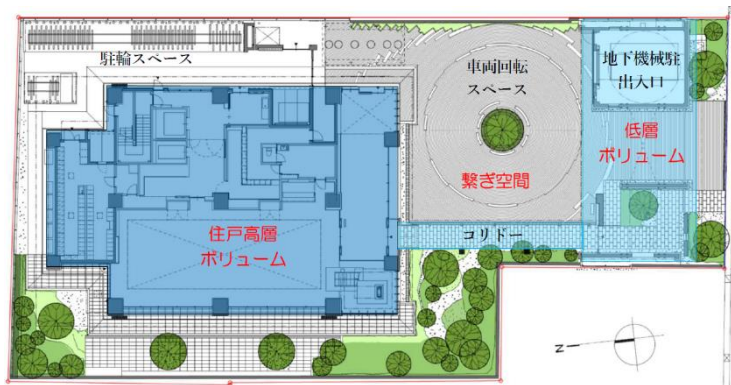 駐輪スペース
車両回転
スペース
地下機械駐
出入口
低層
ボリューム
繋ぎ空間
コリドー
住戸高層
ボリューム
N